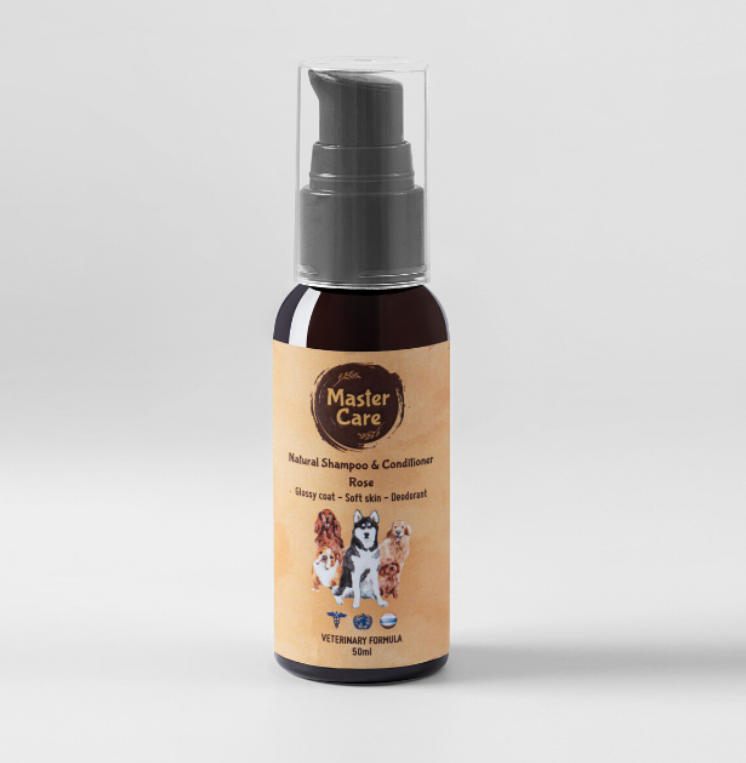 Master
Care
Natural Shampoo & Conditioner
Rose
Glossy coat - Soft skin - Deodorant
VETERINARY FORMULA
50ml